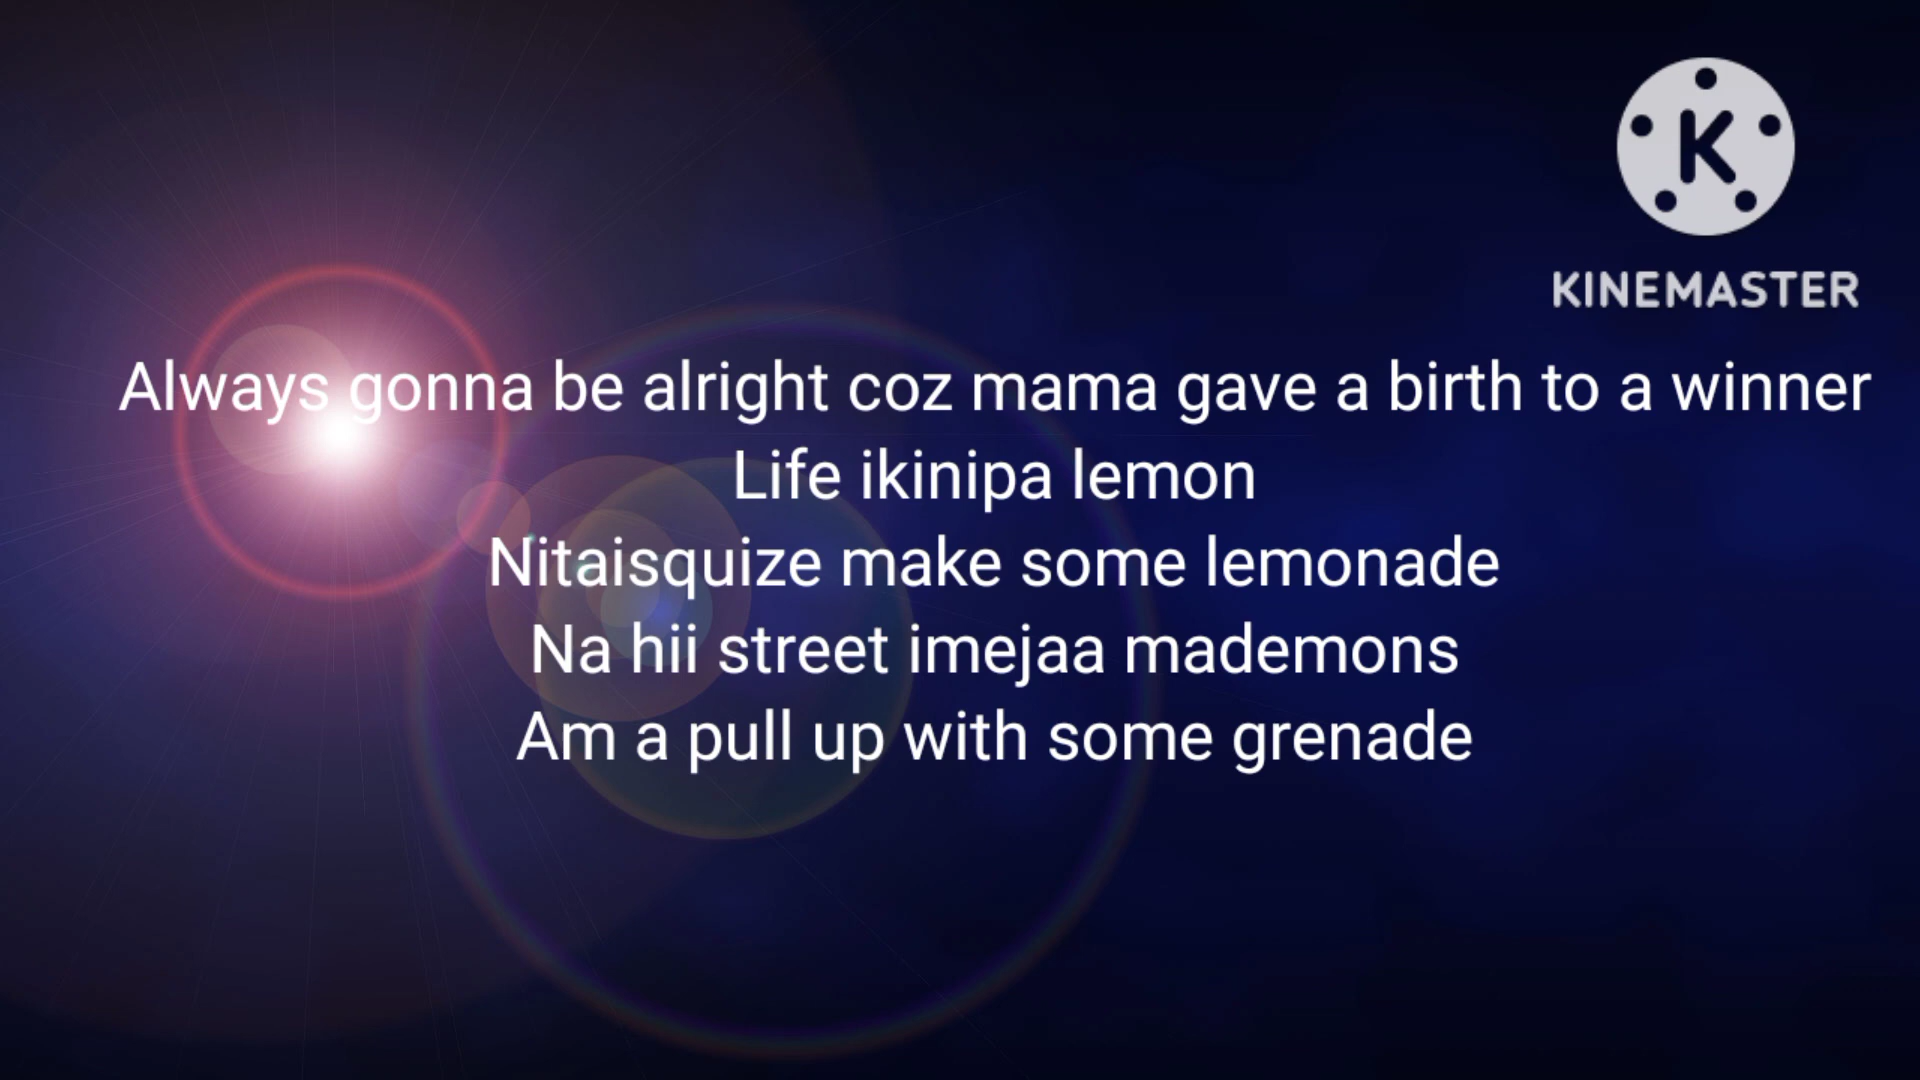 K
KINEMASTER
Always gonna be alright coz mama gave a birth to a winner
Life ikinipa lemon
Nitaisquize make some lemonade
Na hii street imejaa mademons
Am a pull up with some grenade